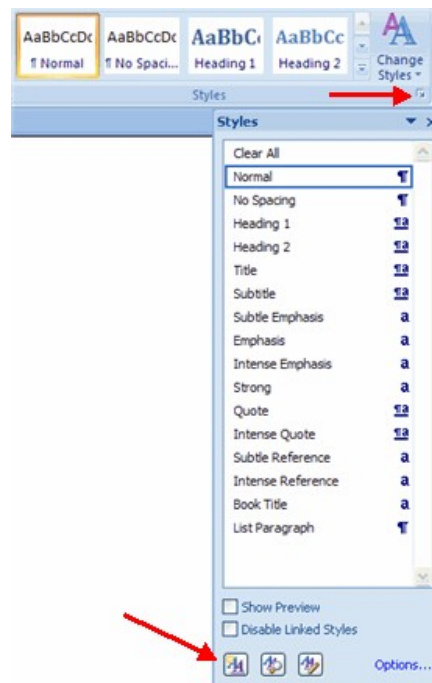 AaBbCcDc AaBbCcDc AaBbC AaBbCc
¶ Normal ¶ No Spaci... Heading 1 Heading 2 Change Styles
Styles
Styles
Clear All
Normal ¶
No Spacing ¶
Heading 1 ¶a
Heading 2 ¶a
Title ¶a
Subtitle ¶a
Subtle Emphasis a
Emphasis a
Intense Emphasis a
Strong a
Quote ¶a
Intense Quote ¶a
Subtle Reference a
Intense Reference a
Book Title a
List Paragraph ¶
Show Preview
Disable Linked Styles
Options...